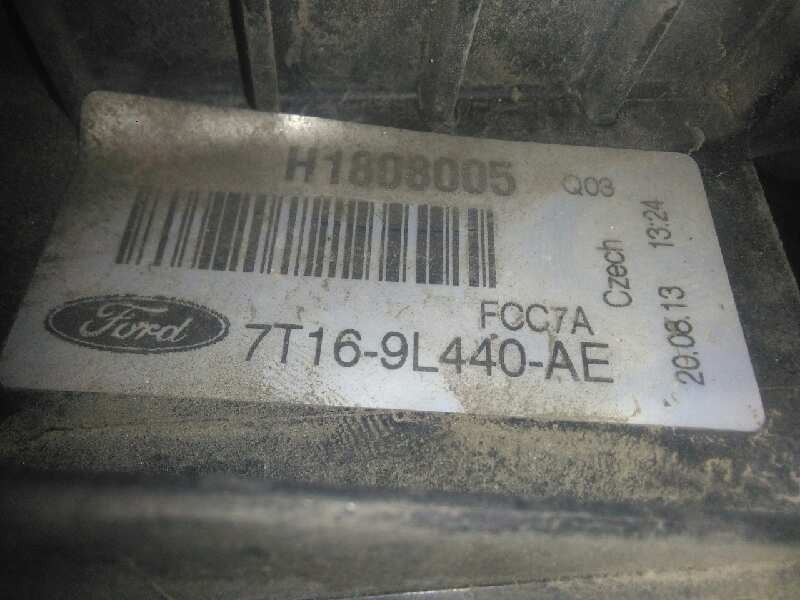 H1808005
Q03
Ford
FCC7A
7T16-9L440-AE
Czech
20.08.13 13:24